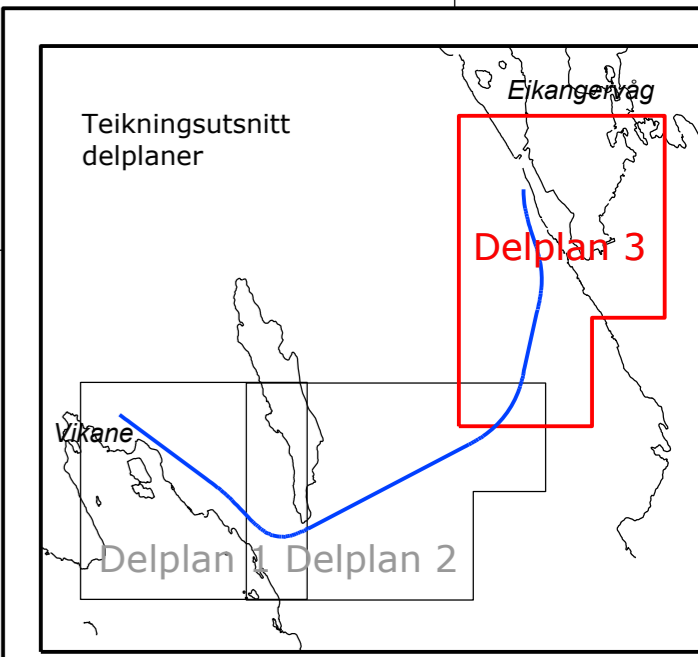 Eikangervåg
Teikningsutsnitt
delplaner
Delplan 3
Vikane
Delplan 1
Delplan 2